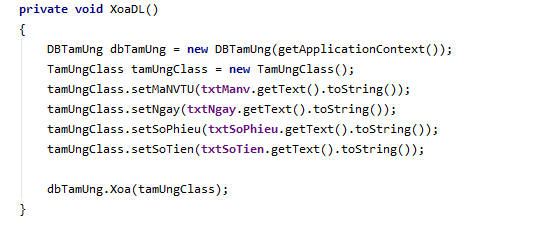 private void XoaDL()
{
DBTamUng dbTamUng = new DBTamUng(getApplicationContext());
TamUngClass tamUngClass = new TamUngClass();
tamUngClass.setMaNVTU(txtManv.getText().toString());
tamUngClass.setNgay(txtNgay.getText().toString());
tamUngClass.setSoPhieu(txtSoPhieu.getText().toString());
tamUngClass.setSoTien(txtSoTien.getText().toString());
dbTamUng.Xoa(tamUngClass);
}